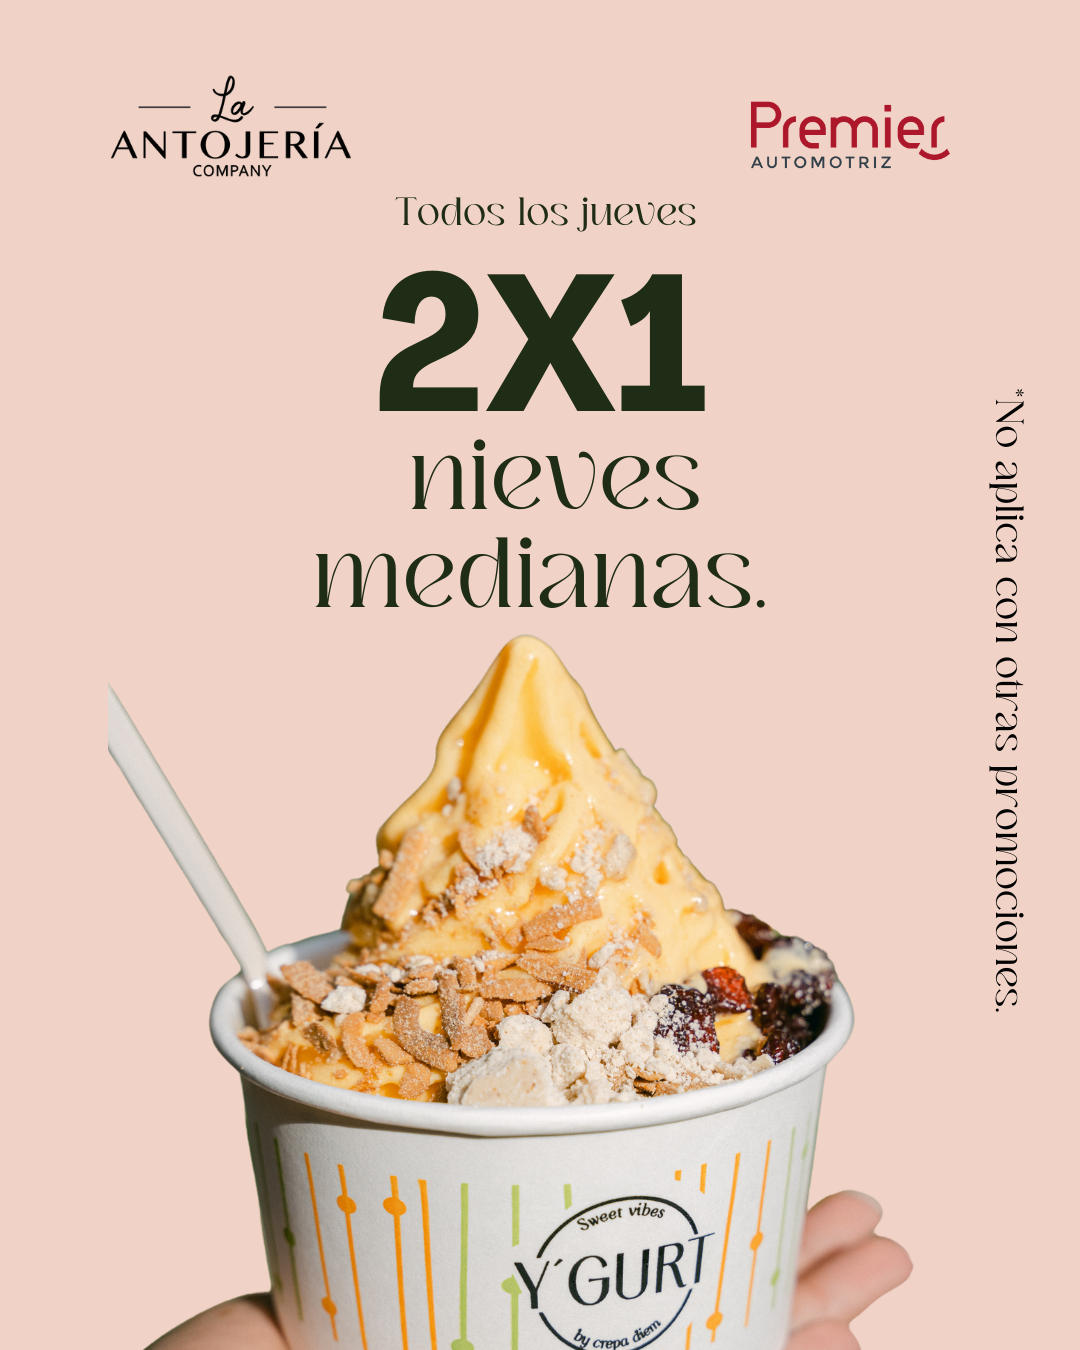 La
ANTOJERÍA
COMPANY
Premier
AUTOMOTRIZ
Todos los jueves
2X1
nieves
medianas.
*No aplica con otras promociones.
Sweet vibes
Y´GURT
by crepa diem